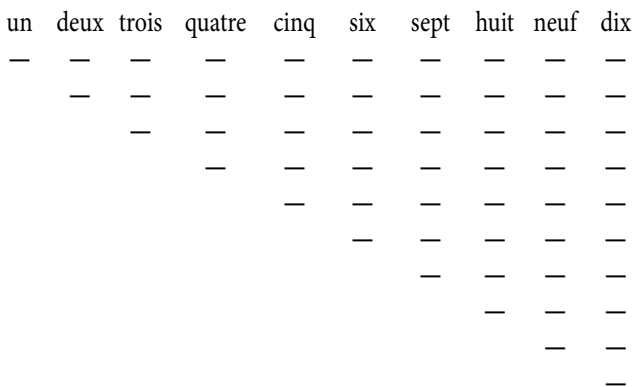 un deux trois quatre cinq six sept huit neuf dix
— — — — — — — — — —
— — — — — — — — —
— — — — — — — —
— — — — — — —
— — — — — —
— — — — —
— — — —
— — —
— —
—